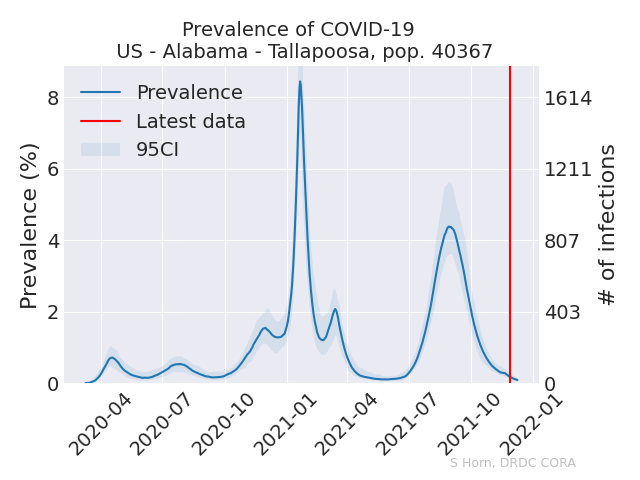 Prevalence of COVID-19
US - Alabama - Tallapoosa, pop. 40367
Prevalence
Latest data
95CI
Prevalence (%)
8
6
4
2
0
1614
1211
807
403
0
# of infections
2020-04
2020-07
2020-10
2021-01
2021-04
2021-07
2021-10
2022-01
S Horn, DRDC CORA